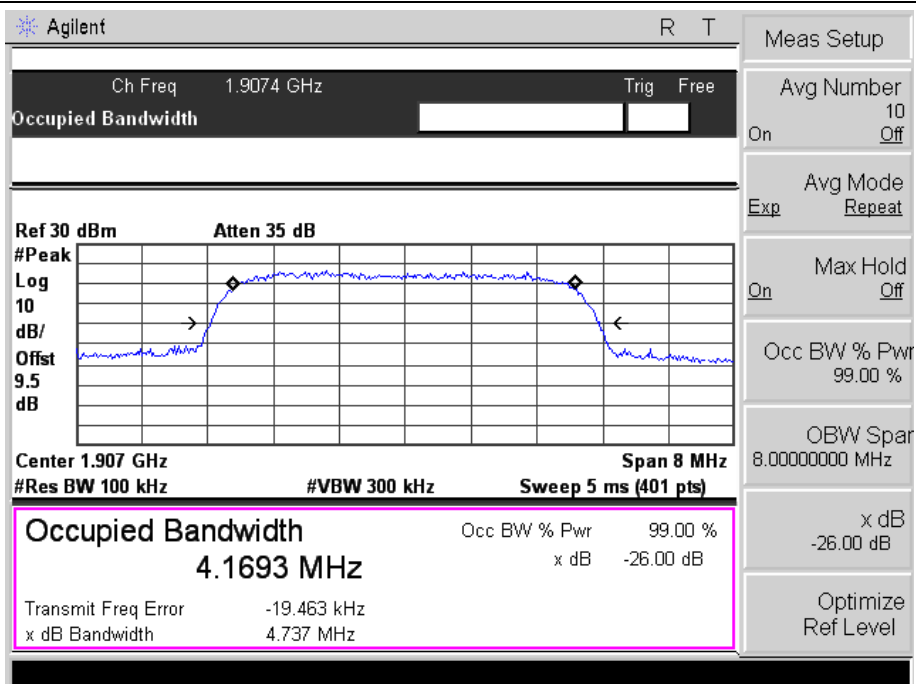 Agilent R T
Ch Freq 1.9074 GHz Trig Free
Occupied Bandwidth
Ref 30 dBm Atten 35 dB
#Peak
Log
10
dB/
Offst
9.5
dB
Center 1.907 GHz Span 8 MHz
#Res BW 100 kHz #VBW 300 kHz Sweep 5 ms (401 pts)
Occupied Bandwidth
4.1693 MHz
Occ BW % Pwr 99.00 %
x dB -26.00 dB
Transmit Freq Error -19.463 kHz
x dB Bandwidth 4.737 MHz
Meas Setup
Avg Number
10
On Off
Avg Mode
Exp Repeat
Max Hold
On Off
Occ BW % Pwr
99.00 %
OBW Span
8.00000000 MHz
x dB
-26.00 dB
Optimize
Ref Level